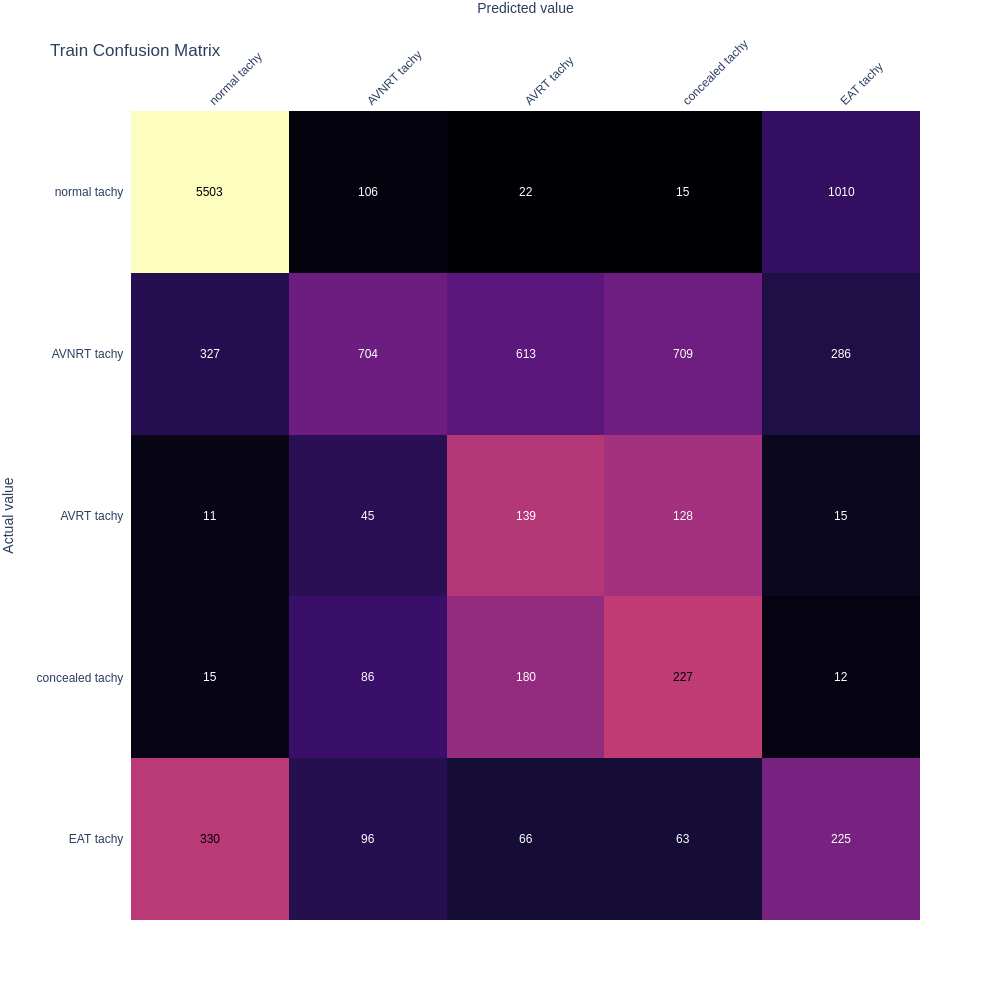 Predicted value
Train Confusion Matrix
normal tachy
AVNRT tachy
AVRT tachy
concealed tachy
EAT tachy
Actual value
normal tachy 5503 106 22 15 1010
AVNRT tachy 327 704 613 709 286
AVRT tachy 11 45 139 128 15
concealed tachy 15 86 180 227 12
EAT tachy 330 96 66 63 225